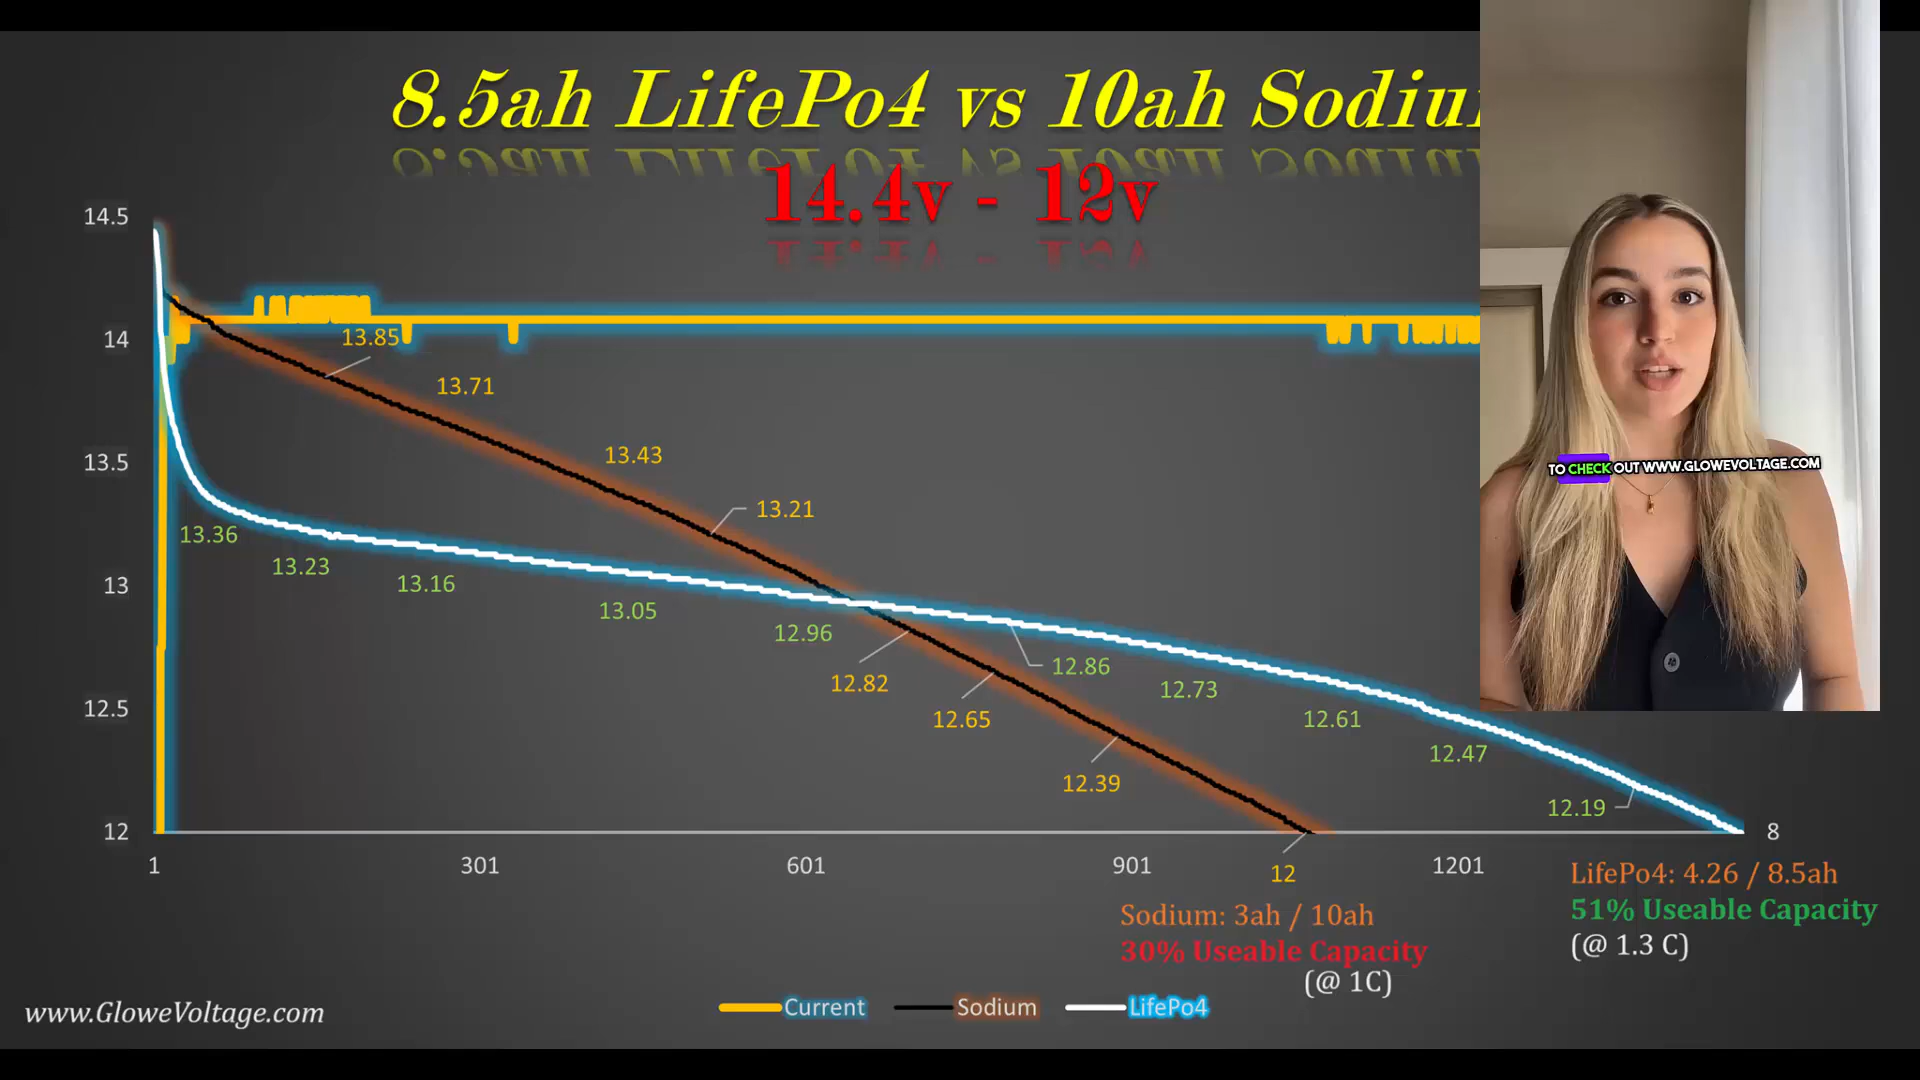 8.5ah LifePo4 vs 10ah Sodiu
14.4v - 12v
14.5
14
13.5
13
12.5
12
13.85
13.71
13.43
13.21
13.36
13.23
13.16
13.05
12.96
12.82
12.65
12.39
12.86
12.73
12.61
12.47
12.19
8
1
301
601
901
1201
12
TO CHECK OUT WWW.GLOWEVOLTAGE.COM
LifePo4: 4.26 / 8.5ah
51% Useable Capacity
(@ 1.3 C)
Sodium: 3ah / 10ah
30% Useable Capacity
(@ 1C)
www.GloweVoltage.com
Current
Sodium
LifePo4